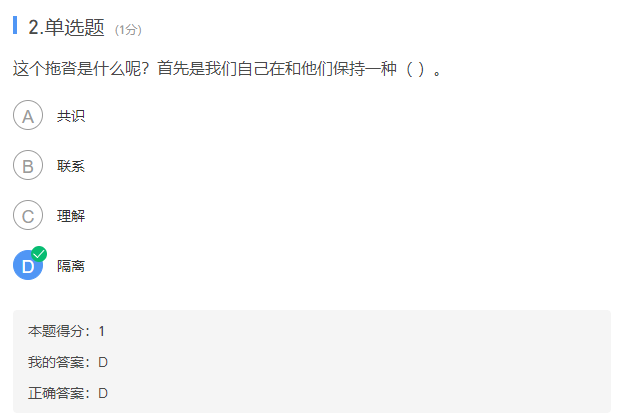 2.单选题 (1分)
这个拖沓是什么呢？首先是我们自己在和他们保持一种（ ）。
A 共识
B 联系
C 理解
D 隔离
本题得分：1
我的答案：D
正确答案：D